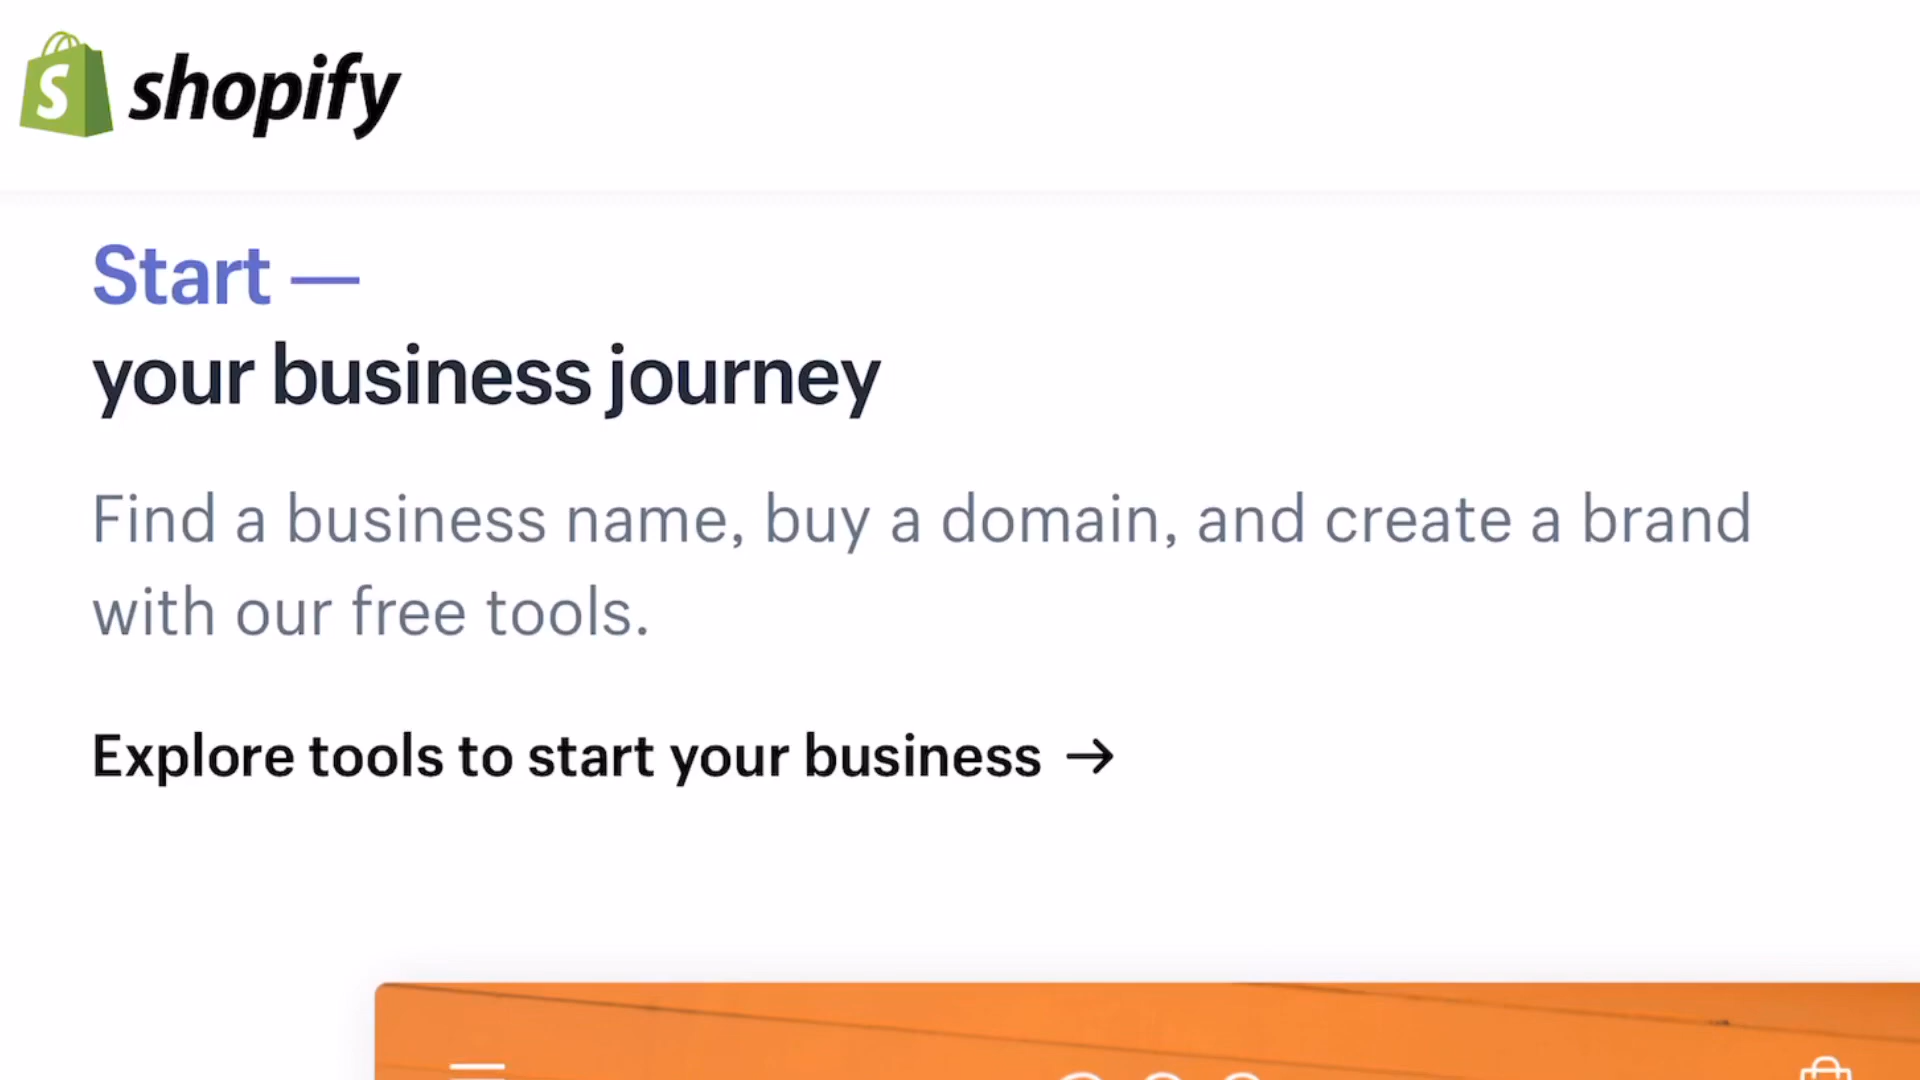 shopify
Start —
your business journey
Find a business name, buy a domain, and create a brand
with our free tools.
Explore tools to start your business →